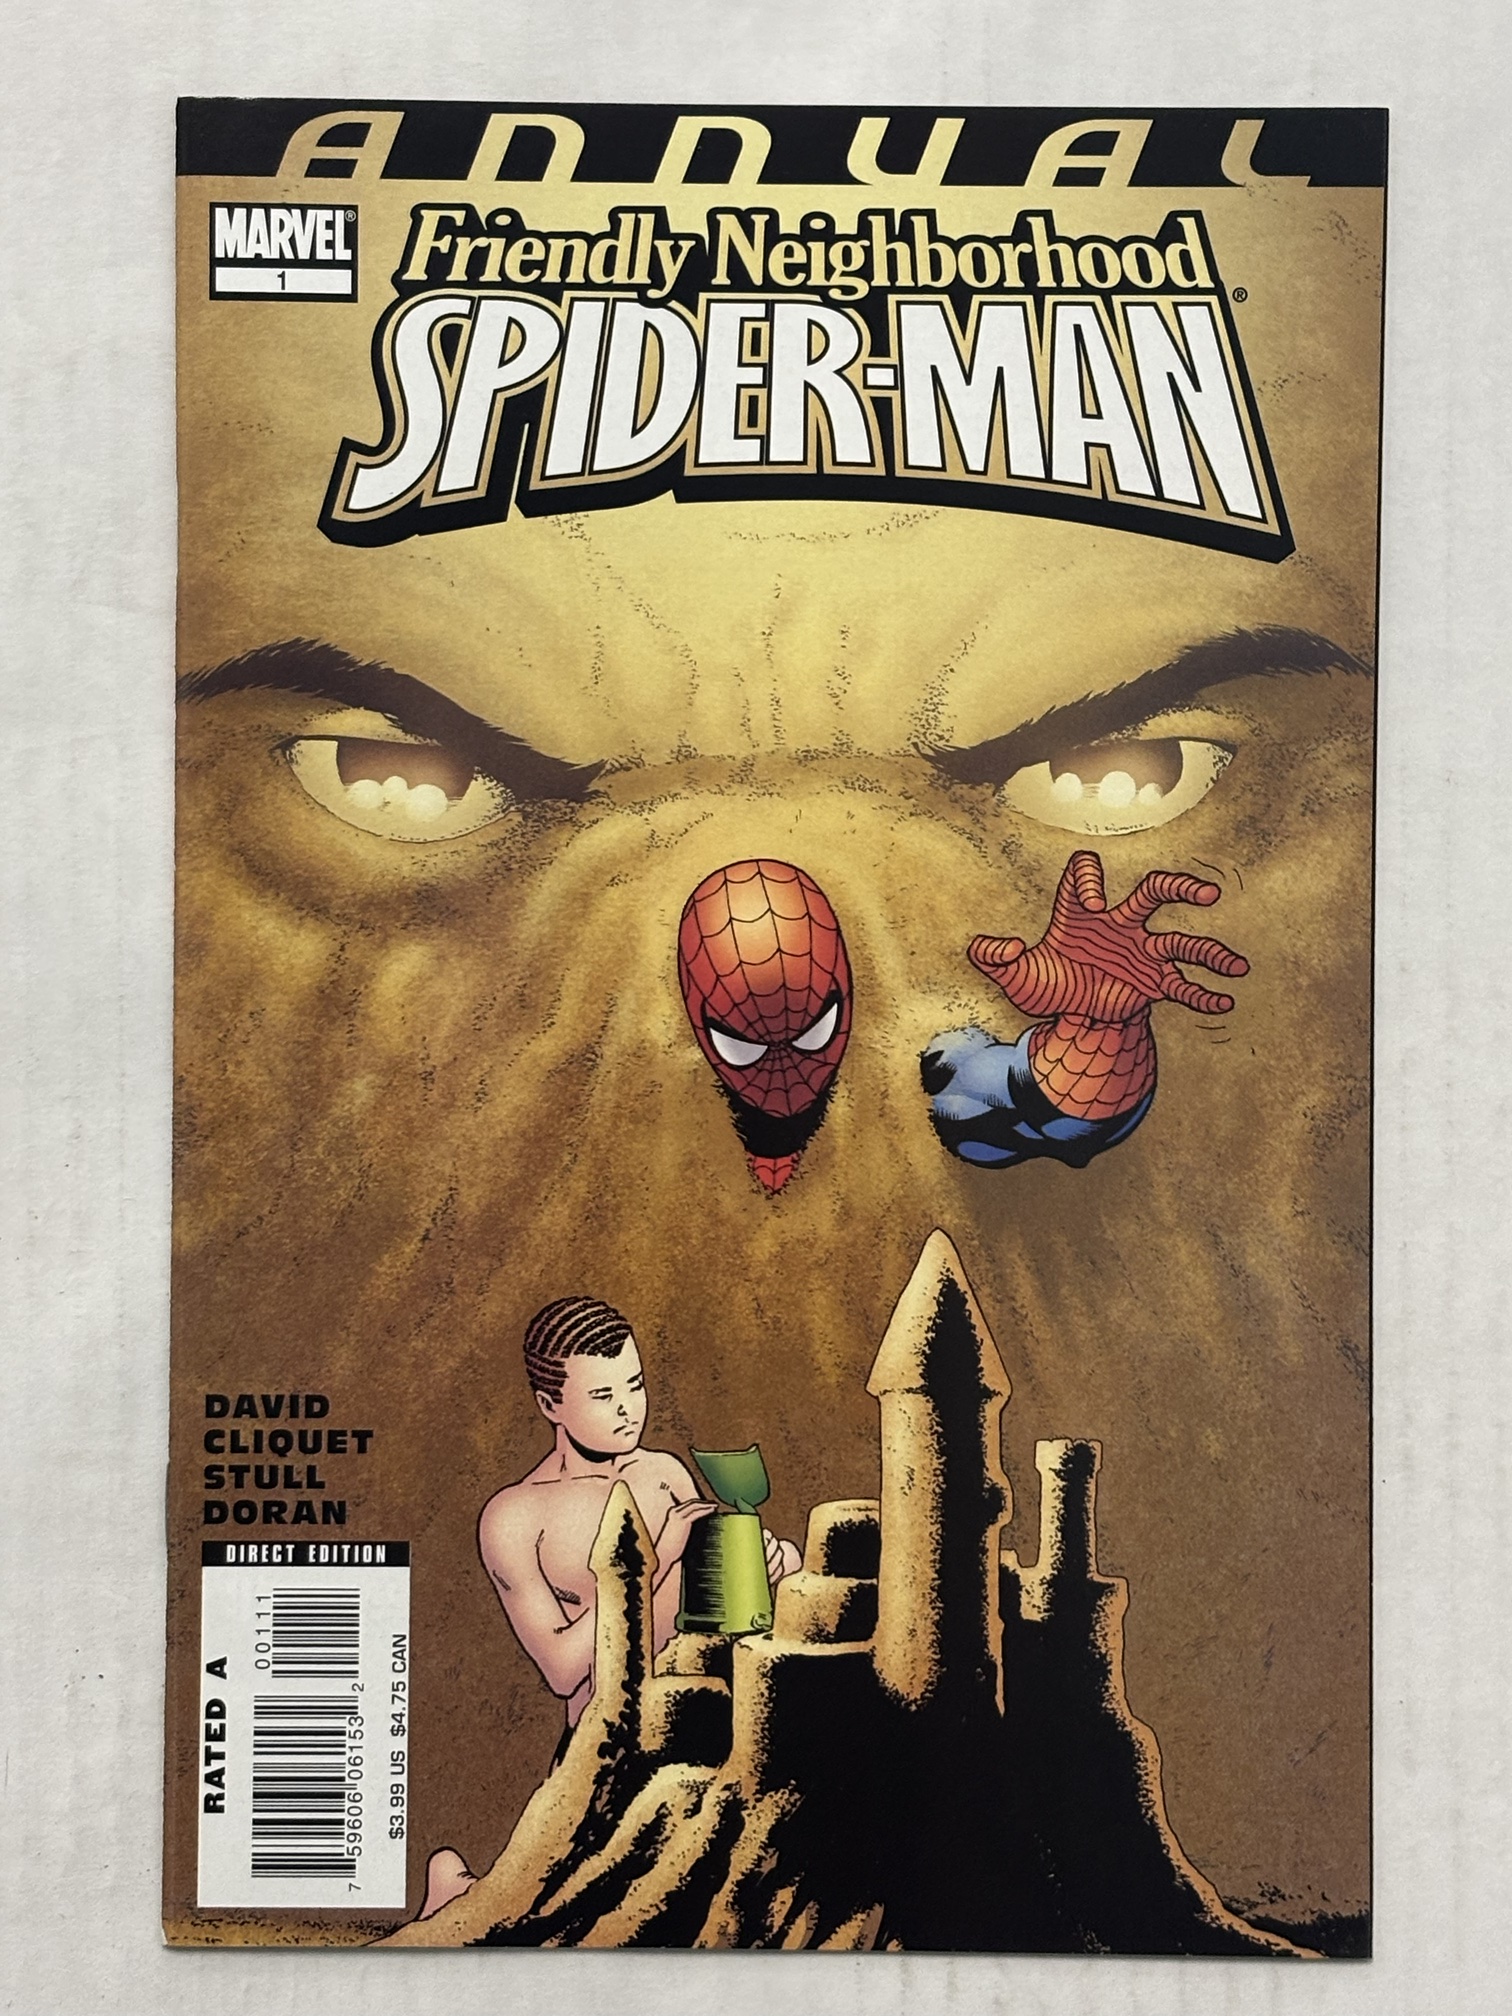 ANNUAL
MARVEL®
1
Friendly Neighborhood
SPIDER-MAN®
DAVID
CLIQUET
STULL
DORAN
DIRECT EDITION
RATED A
00111
7 59606 06153 2
$3.99 US $4.75 CAN